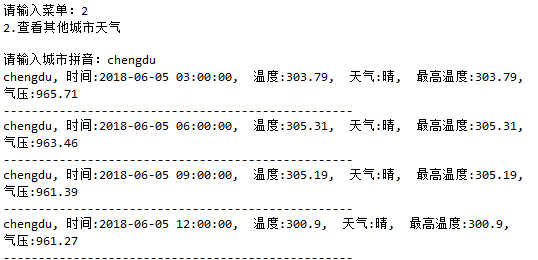 请输入菜单：2
2.查看其他城市天气
请输入城市拼音：chengdu
chengdu, 时间:2018-06-05 03:00:00,  温度:303.79,  天气:晴,  最高温度:303.79,
气压:965.71
--------------------------------------------------
chengdu, 时间:2018-06-05 06:00:00,  温度:305.31,  天气:晴,  最高温度:305.31,
气压:963.46
--------------------------------------------------
chengdu, 时间:2018-06-05 09:00:00,  温度:305.19,  天气:晴,  最高温度:305.19,
气压:961.39
--------------------------------------------------
chengdu, 时间:2018-06-05 12:00:00,  温度:300.9,  天气:晴,  最高温度:300.9,
气压:961.27
--------------------------------------------------